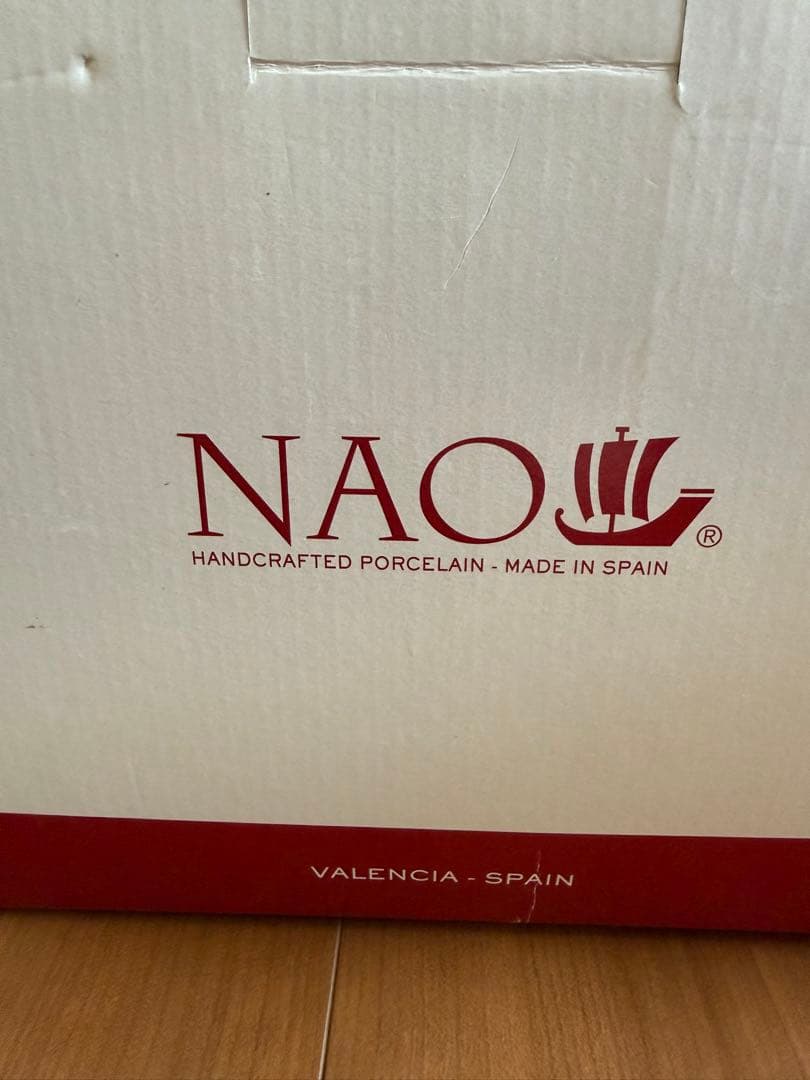 NAO ®
HANDCRAFTED PORCELAIN - MADE IN SPAIN
VALENCIA - SPAIN